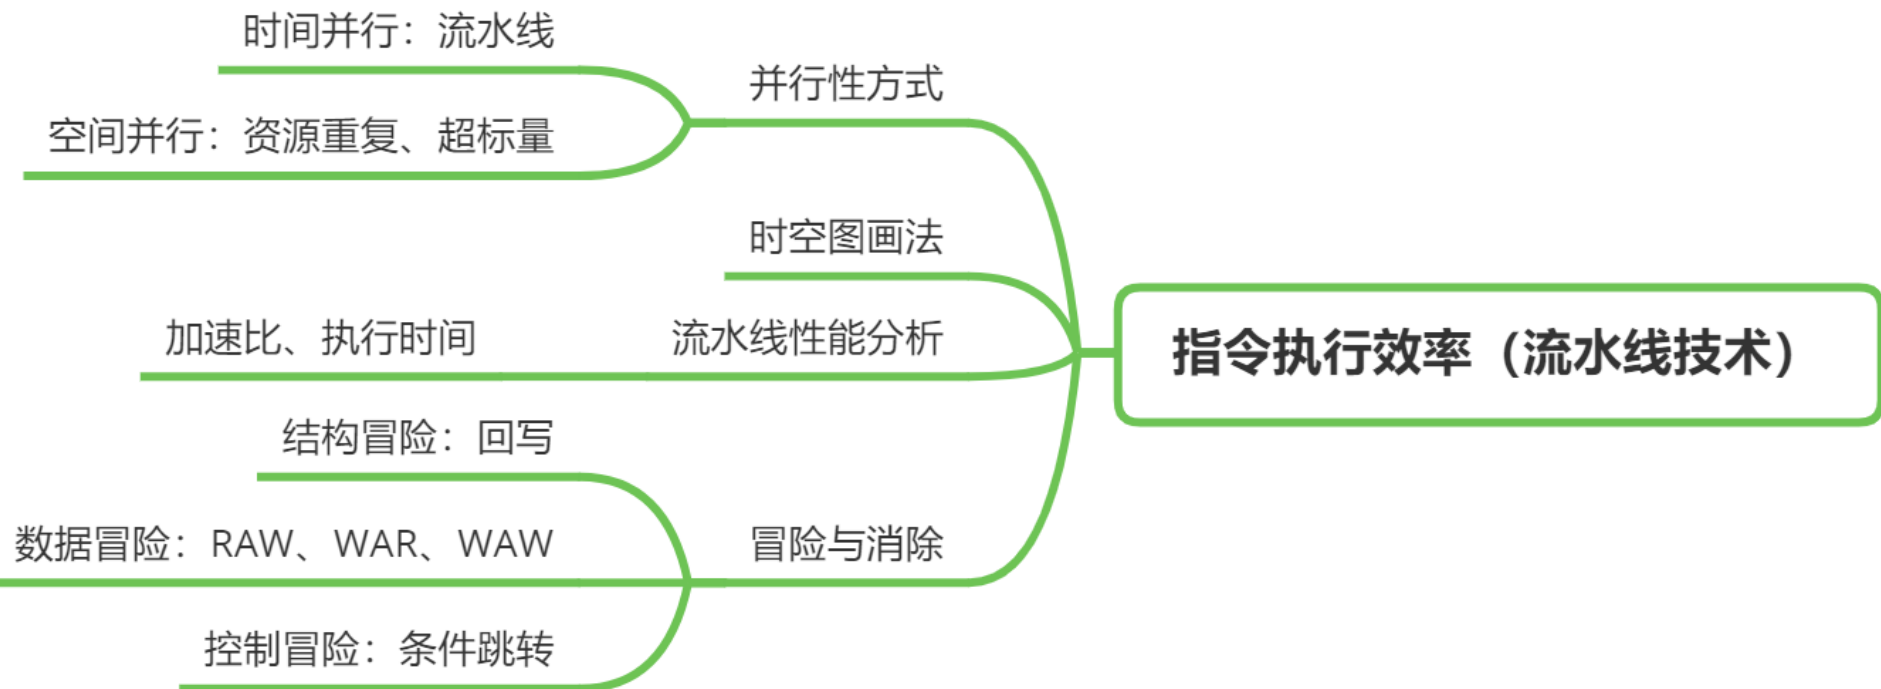 时间并行：流水线
并行性方式
空间并行：资源重复、超标量
时空图画法
加速比、执行时间
流水线性能分析
指令执行效率（流水线技术）
结构冒险：回写
数据冒险：RAW、WAR、WAW
冒险与消除
控制冒险：条件跳转